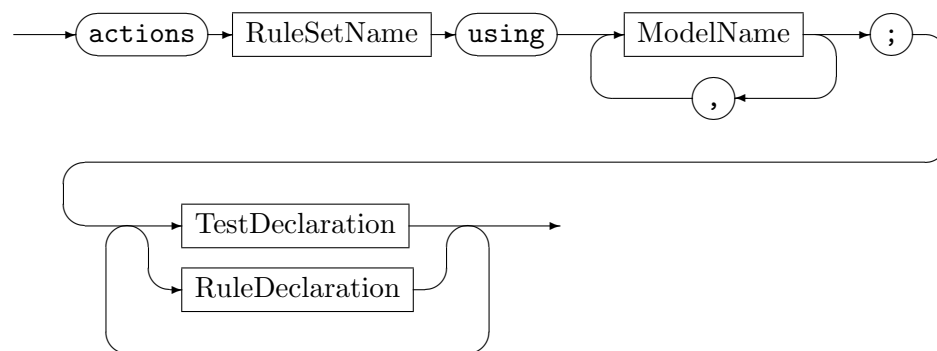 actions RuleSetName using ModelName ;
,
TestDeclaration
RuleDeclaration